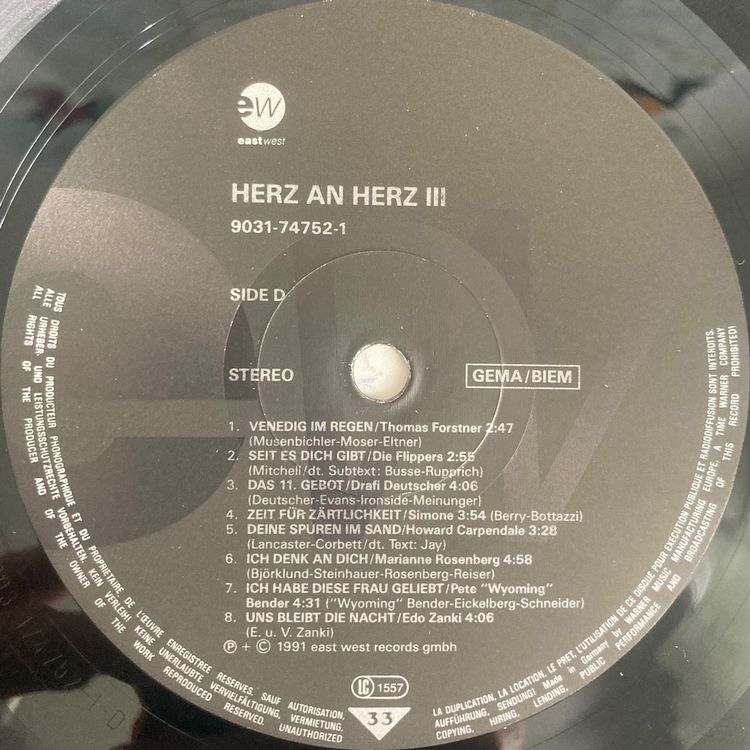 ew
eastwest
HERZ AN HERZ III
9031-74752-1
SIDE D
STEREO
GEMA/BIEM
1. VENEDIG IM REGEN/Thomas Forstner 2:47
(Musenbichler-Moser-Eltner)
2. SEIT ES DICH GIBT/Die Flippers 2:55
(Mitchell/dt. Subtext: Busse-Rupprich)
3. DAS 11. GEBOT/Drafi Deutscher 4:06
(Deutscher-Evans-Ironside-Meinunger)
4. ZEIT FÜR ZÄRTLICHKEIT/Simone 3:54 (Berry-Bottazzi)
5. DEINE SPUREN IM SAND/Howard Carpendale 3:28
(Lancaster-Corbett/dt. Text: Jay)
6. ICH DENK AN DICH/Marianne Rosenberg 4:58
(Björklund-Steinhauer-Rosenberg-Reiser)
7. ICH HABE DIESE FRAU GELIEBT/Pete "Wyoming"
Bender 4:31 ("Wyoming" Bender-Eickelberg-Schneider)
8. UNS BLEIBT DIE NACHT/Edo Zanki 4:06
(E. u. V. Zanki)
Ⓟ + © 1991 east west records gmbh
LC 1557
33
TOUS DROITS DU PRODUCTEUR PHONOGRAPHIQUE ET DU PROPRIETAIRE DE L'ŒUVRE ENREGISTREE RESERVES. SAUF AUTORISATION, LA DUPLICATION, LA LOCATION, LE PRET, L'UTILISATION DE CE DISQUE POUR EXECUTION PUBLIQUE ET RADIODIFFUSION SONT INTERDITS.
ALLE URHEBER- UND LEISTUNGSSCHUTZRECHTE VORBEHALTEN. KEIN VERLEIH! KEINE UNERLAUBTE VERVIELFÄLTIGUNG, VERMIETUNG, AUFFÜHRUNG, SENDUNG! Made in Germany by WARNER MUSIC MANUFACTURING EUROPE, A TIME WARNER COMPANY
ALL RIGHTS OF THE PRODUCER AND OF THE OWNER OF THE WORK REPRODUCED RESERVED. UNAUTHORIZED COPYING, HIRING, LENDING, PUBLIC PERFORMANCE AND BROADCASTING OF THIS RECORD PROHIBITED!